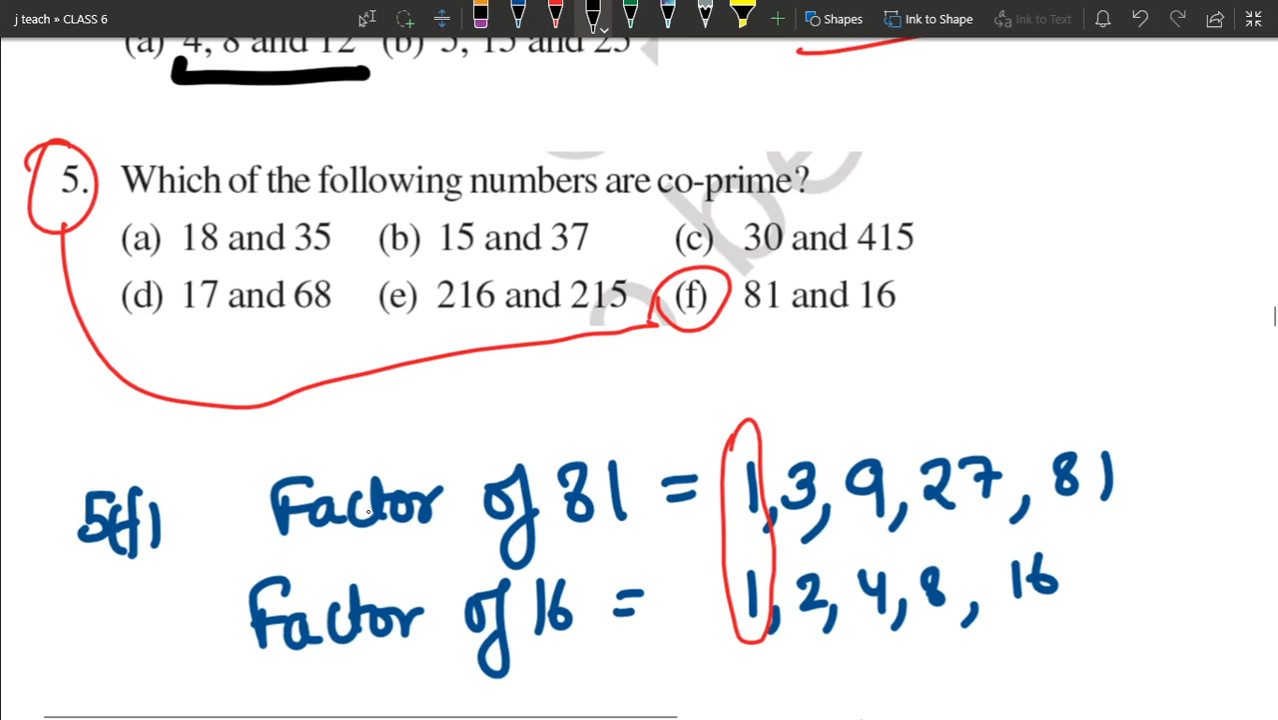 j teach » CLASS 6
Shapes
Ink to Shape
Ink to Text
(a) 4, 8 and 12 (b) 5, 15 and 25
5. Which of the following numbers are co-prime?
(a) 18 and 35 (b) 15 and 37 (c) 30 and 415
(d) 17 and 68 (e) 216 and 215 (f) 81 and 16
5(f) Factor of 81 = 1, 3, 9, 27, 81
Factor of 16 = 1, 2, 4, 8, 16